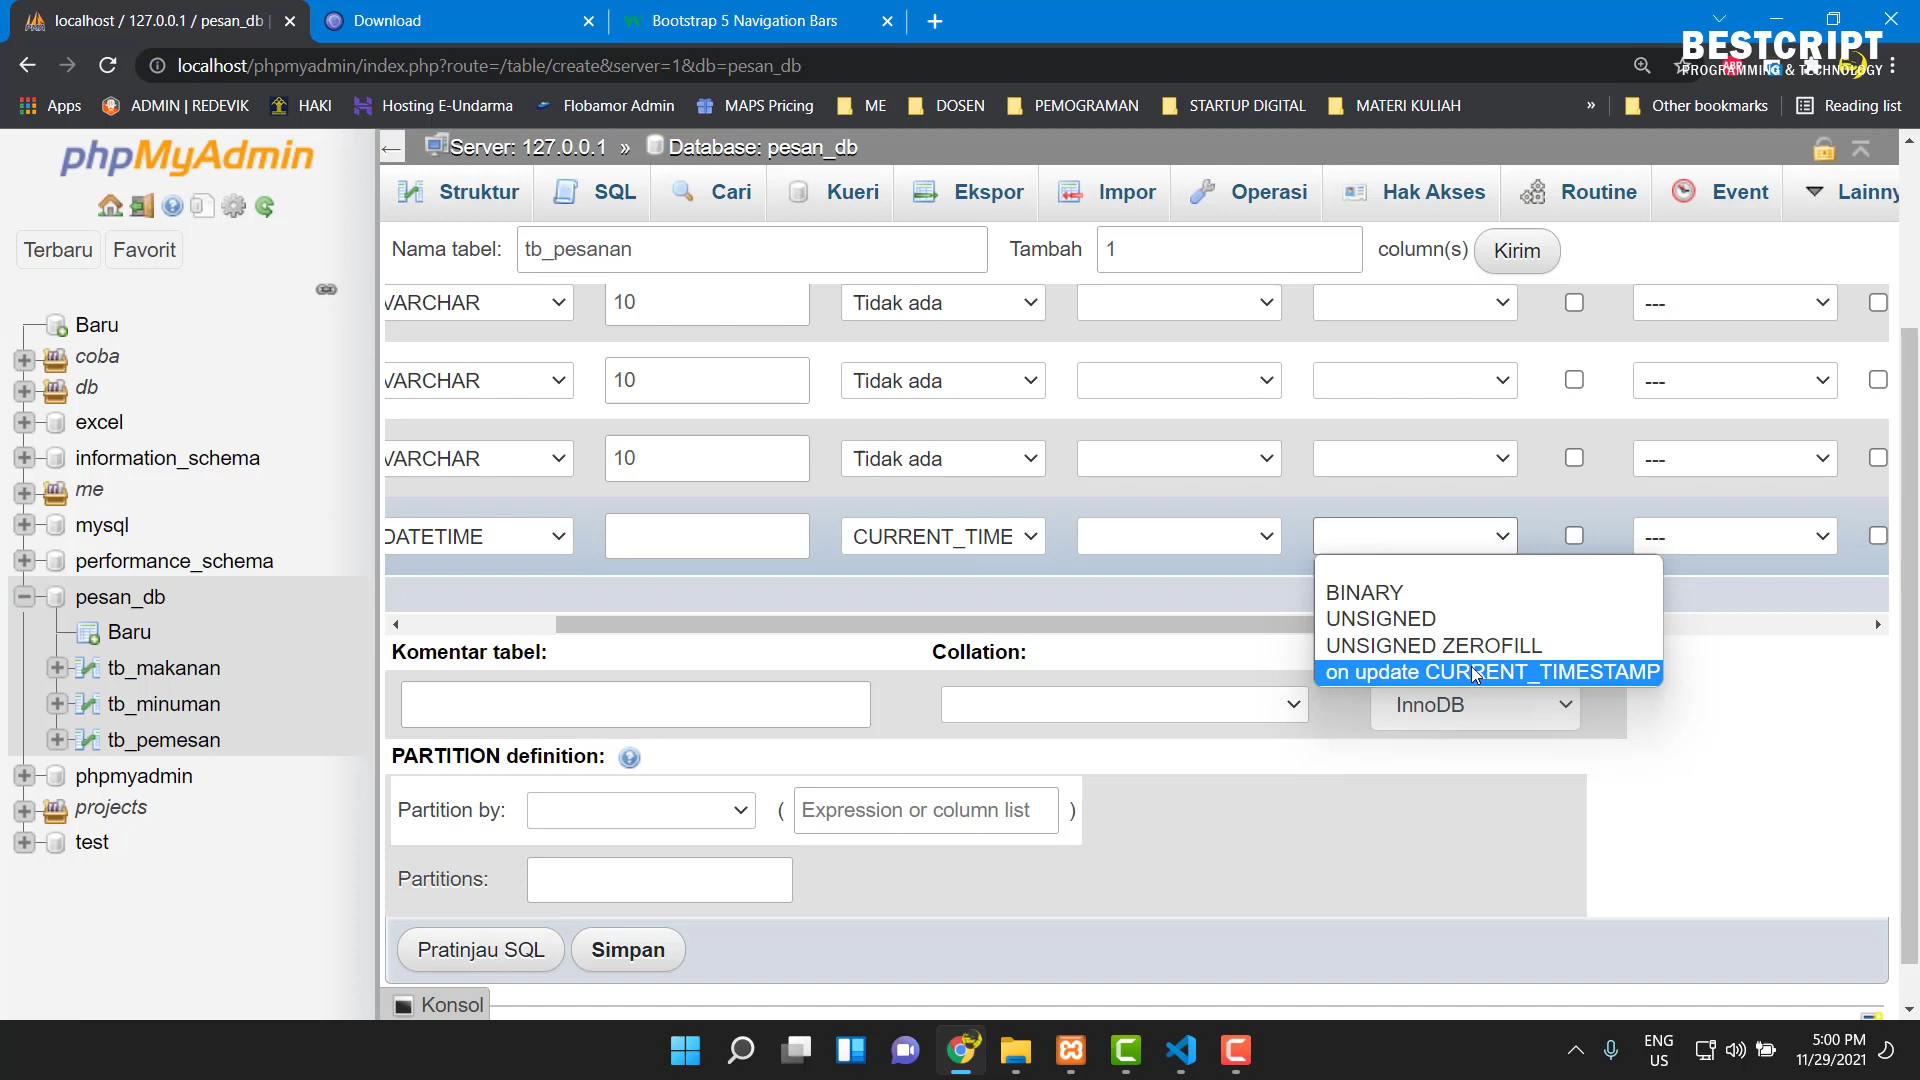 localhost / 127.0.0.1 / pesan_db
Download
Bootstrap 5 Navigation Bars
BESTCRIPT
PROGRAMMING & TECHNOLOGY
localhost/phpmyadmin/index.php?route=/table/create&server=1&db=pesan_db
Apps
ADMIN | REDEVIK
HAKI
Hosting E-Undarma
Flobamor Admin
MAPS Pricing
ME
DOSEN
PEMOGRAMAN
STARTUP DIGITAL
MATERI KULIAH
»
Other bookmarks
Reading list
phpMyAdmin
Server: 127.0.0.1 » Database: pesan_db
Struktur
SQL
Cari
Kueri
Ekspor
Impor
Operasi
Hak Akses
Routine
Event
Lainny
Terbaru
Favorit
Nama tabel:
tb_pesanan
Tambah
1
column(s)
Kirim
VARCHAR
10
Tidak ada
---
VARCHAR
10
Tidak ada
---
VARCHAR
10
Tidak ada
---
DATETIME
CURRENT_TIME
---
BINARY
UNSIGNED
UNSIGNED ZEROFILL
on update CURRENT_TIMESTAMP
Baru
coba
db
excel
information_schema
me
mysql
performance_schema
pesan_db
Baru
tb_makanan
tb_minuman
tb_pemesan
phpmyadmin
projects
test
Komentar tabel:
Collation:
InnoDB
PARTITION definition:
Partition by:
(
Expression or column list
)
Partitions:
Pratinjau SQL
Simpan
Konsol
ENG
US
5:00 PM
11/29/2021